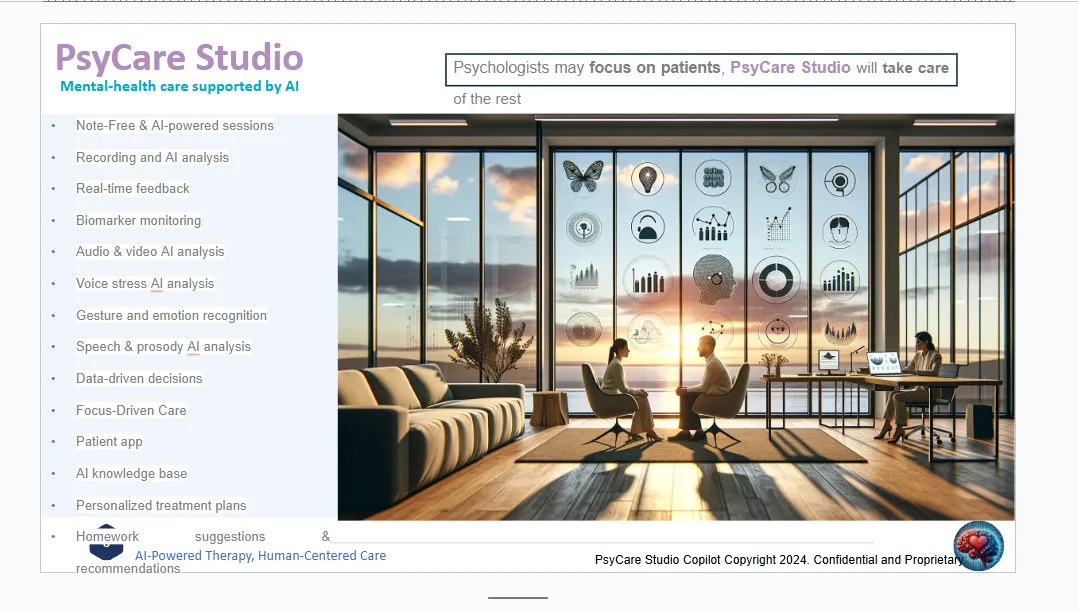 PsyCare Studio
Mental-health care supported by AI
Psychologists may focus on patients, PsyCare Studio will take care
of the rest
• Note-Free & AI-powered sessions
• Recording and AI analysis
• Real-time feedback
• Biomarker monitoring
• Audio & video AI analysis
• Voice stress AI analysis
• Gesture and emotion recognition
• Speech & prosody AI analysis
• Data-driven decisions
• Focus-Driven Care
• Patient app
• AI knowledge base
• Personalized treatment plans
• Homework suggestions &
recommendations
AI-Powered Therapy, Human-Centered Care
PsyCare Studio Copilot Copyright 2024. Confidential and Proprietary